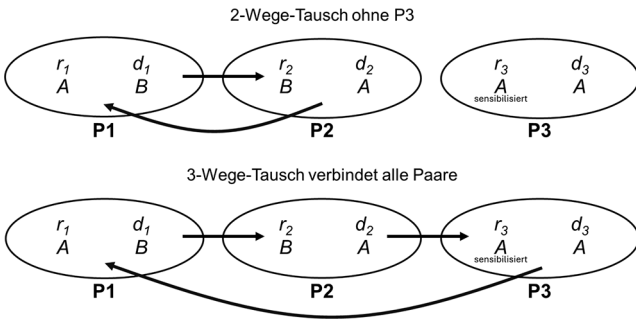 2-Wege-Tausch ohne P3
r1 d1 r2 d2 r3 d3
A B B A A A
sensibilisiert
P1 P2 P3
3-Wege-Tausch verbindet alle Paare
r1 d1 r2 d2 r3 d3
A B B A A A
sensibilisiert
P1 P2 P3